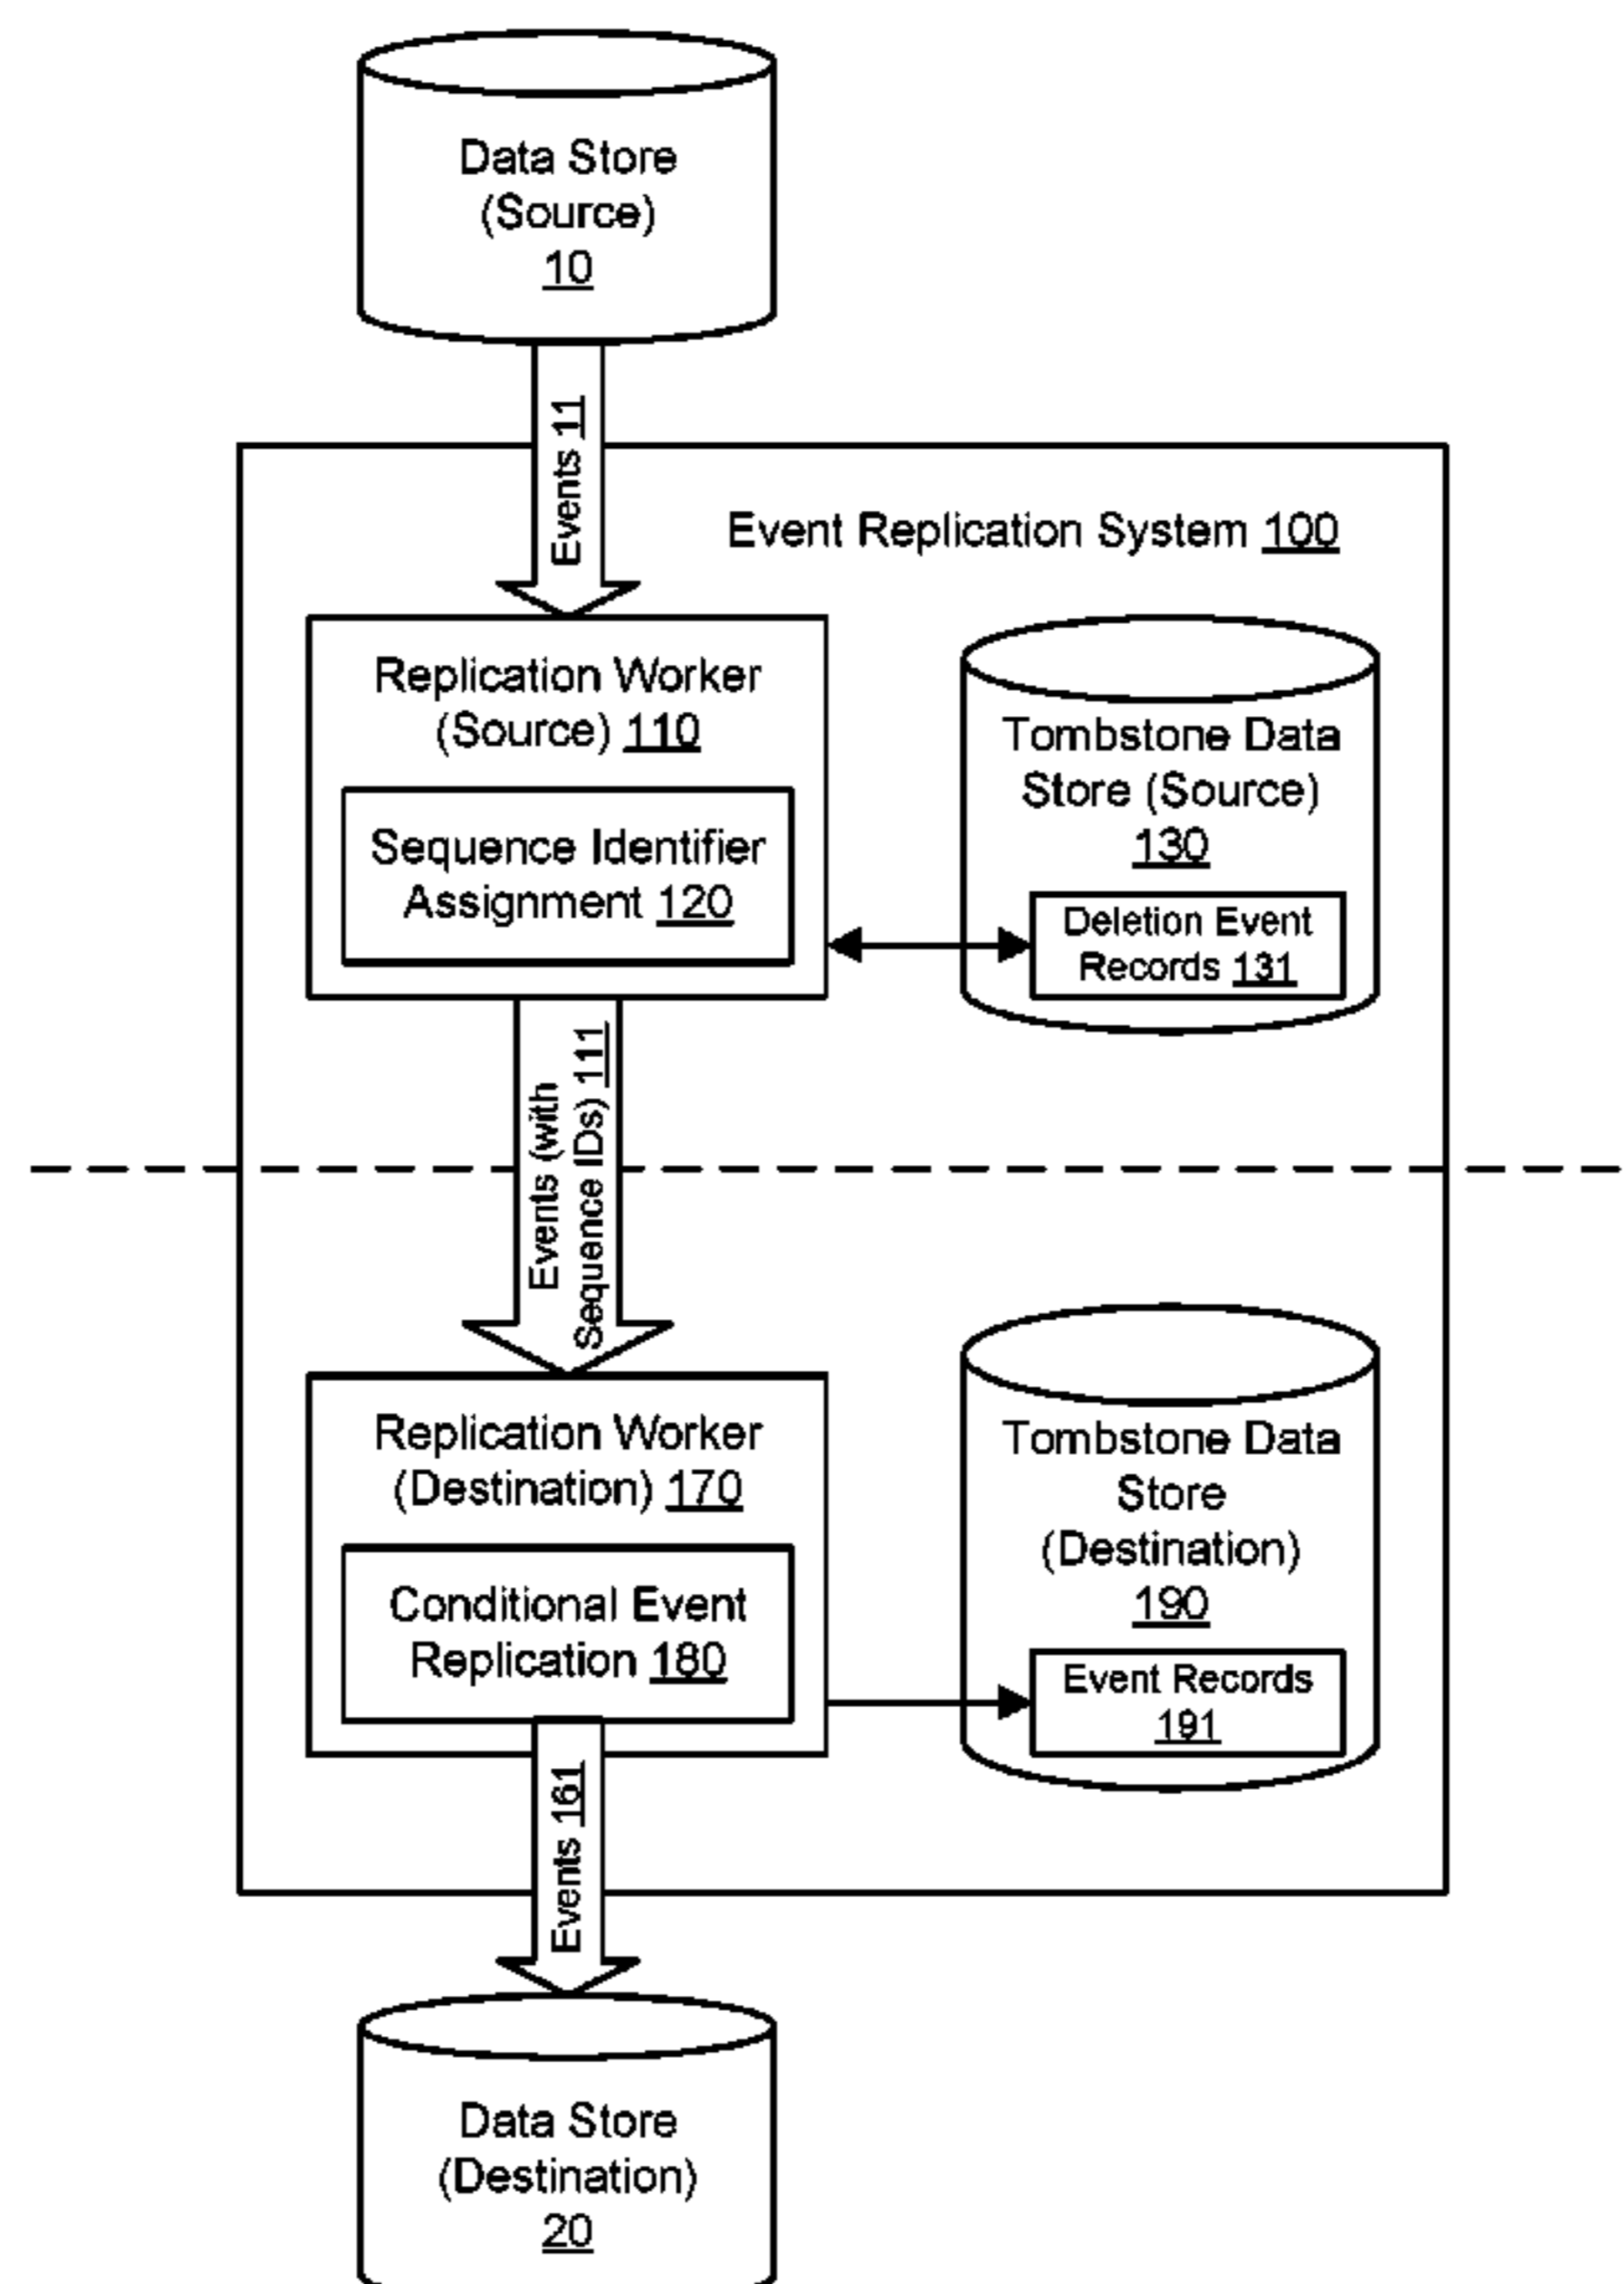 Data Store
(Source)
10
Events 11
Event Replication System 100
Replication Worker
(Source) 110
Sequence Identifier
Assignment 120
Tombstone Data
Store (Source)
130
Deletion Event
Records 131
Events (with
Sequence IDs) 111
Replication Worker
(Destination) 170
Conditional Event
Replication 180
Tombstone Data
Store
(Destination)
190
Event Records
191
Events 161
Data Store
(Destination)
20